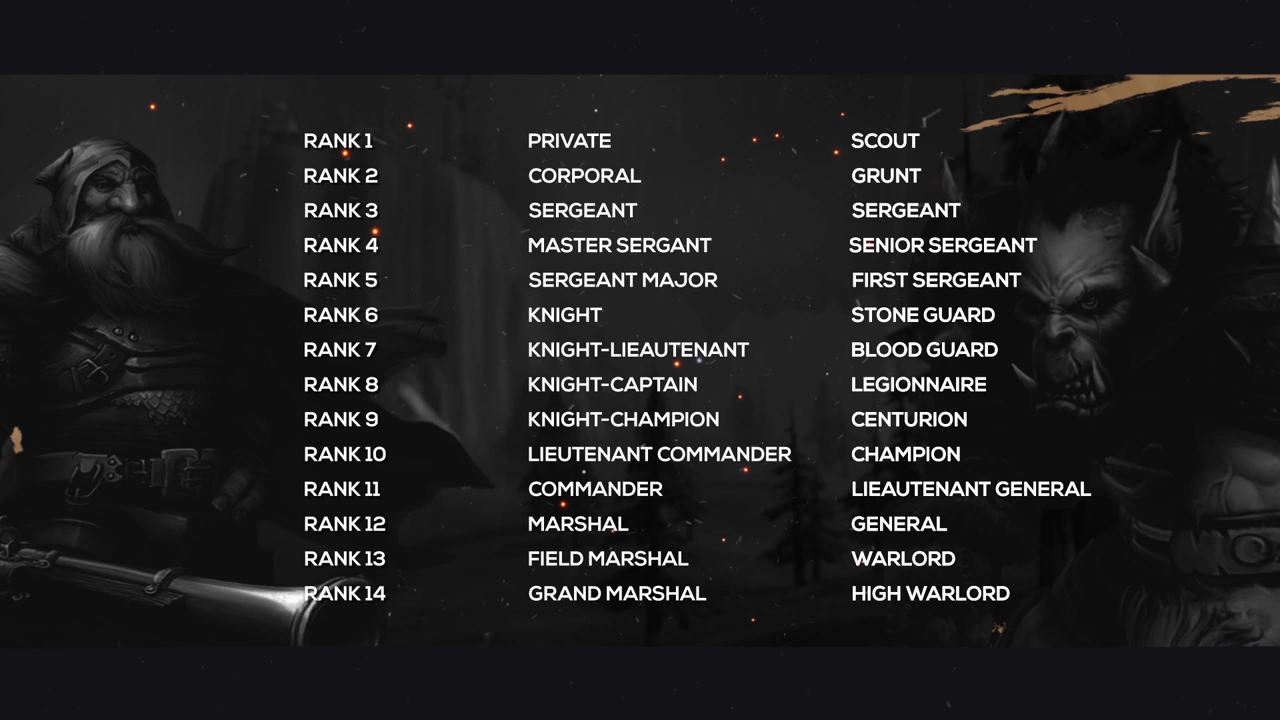 RANK 1 PRIVATE SCOUT
RANK 2 CORPORAL GRUNT
RANK 3 SERGEANT SERGEANT
RANK 4 MASTER SERGANT SENIOR SERGEANT
RANK 5 SERGEANT MAJOR FIRST SERGEANT
RANK 6 KNIGHT STONE GUARD
RANK 7 KNIGHT-LIEAUTENANT BLOOD GUARD
RANK 8 KNIGHT-CAPTAIN LEGIONNAIRE
RANK 9 KNIGHT-CHAMPION CENTURION
RANK 10 LIEUTENANT COMMANDER CHAMPION
RANK 11 COMMANDER LIEAUTENANT GENERAL
RANK 12 MARSHAL GENERAL
RANK 13 FIELD MARSHAL WARLORD
RANK 14 GRAND MARSHAL HIGH WARLORD